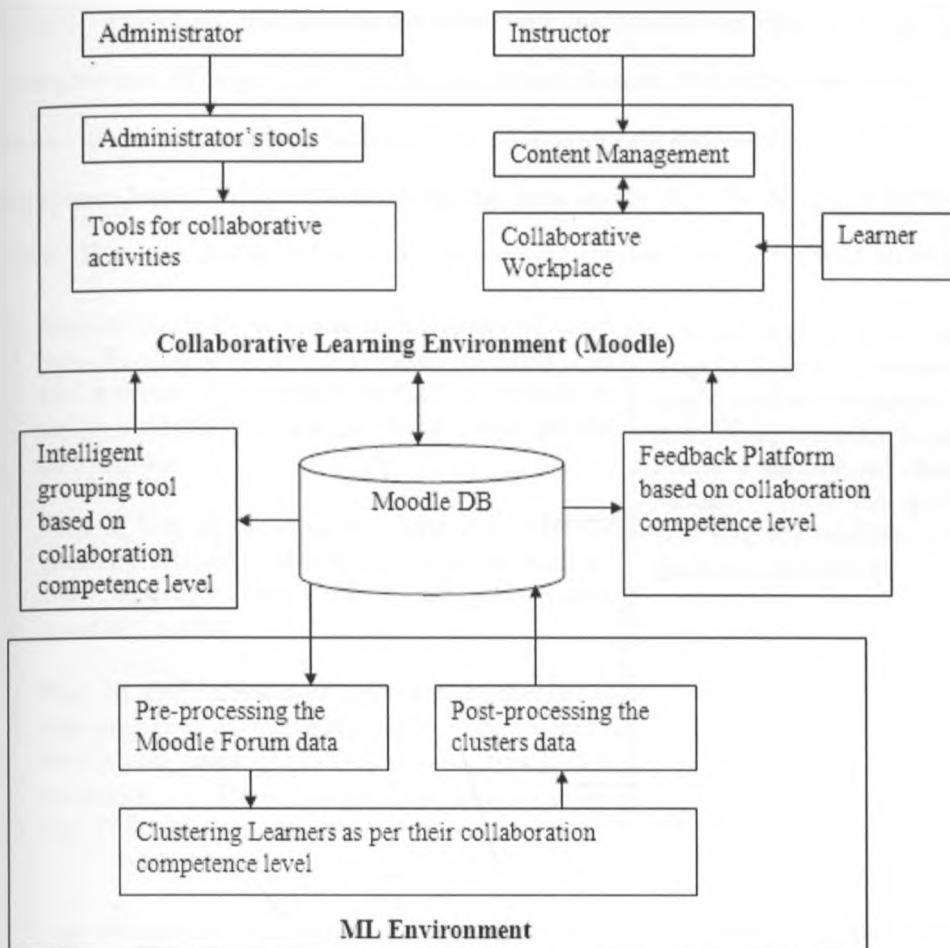 Administrator
Instructor
Administrator's tools
Content Management
Tools for collaborative
activities
Collaborative
Workplace
Learner
Collaborative Learning Environment (Moodle)
Intelligent
grouping tool
based on
collaboration
competence level
Moodle DB
Feedback Platform
based on collaboration
competence level
Pre-processing the
Moodle Forum data
Post-processing the
clusters data
Clustering Learners as per their collaboration
competence level
ML Environment